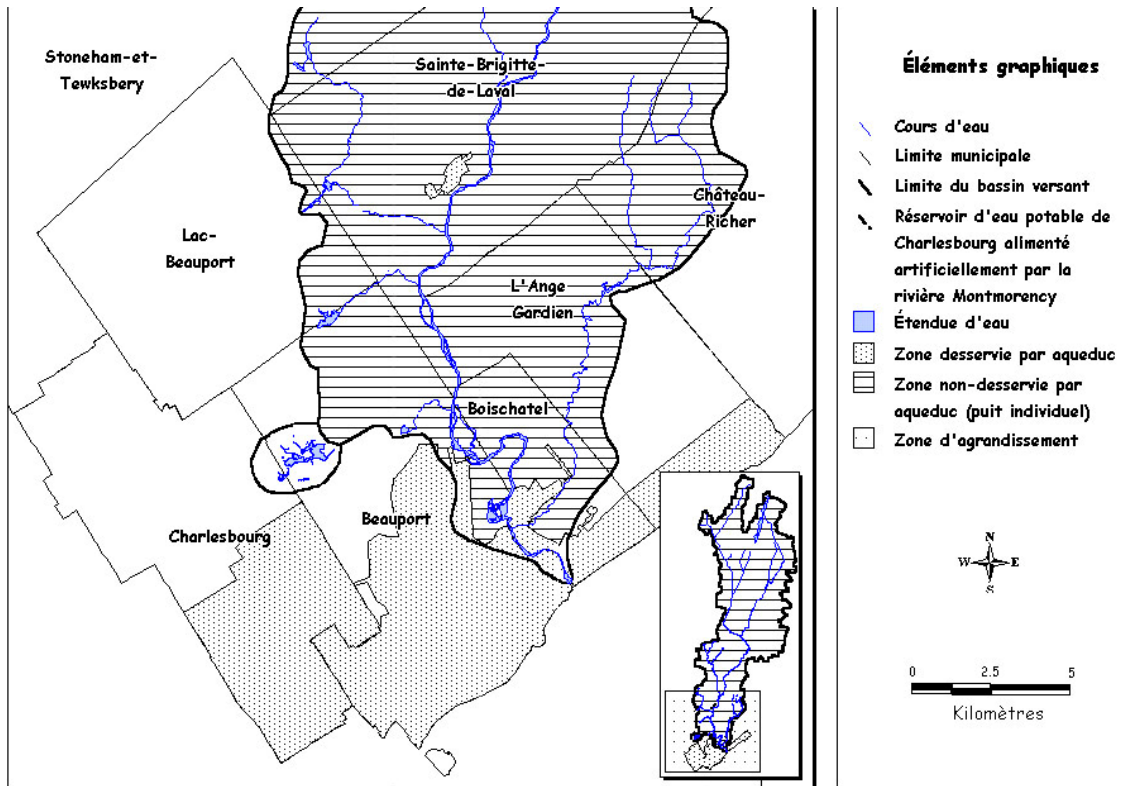 Stoneham-et-
Tewksbery
Sainte-Brigitte-
de-Laval
Château-
Richer
Lac-
Beauport
L'Ange
Gardien
Boischatel
Beauport
Charlesbourg
Éléments graphiques
Cours d'eau
Limite municipale
Limite du bassin versant
Réservoir d'eau potable de
Charlesbourg alimenté
artificiellement par la
rivière Montmorency
Étendue d'eau
Zone desservie par aqueduc
Zone non-desservie par
aqueduc (puit individuel)
Zone d'agrandissement
N
W E
S
0 2.5 5
Kilomètres